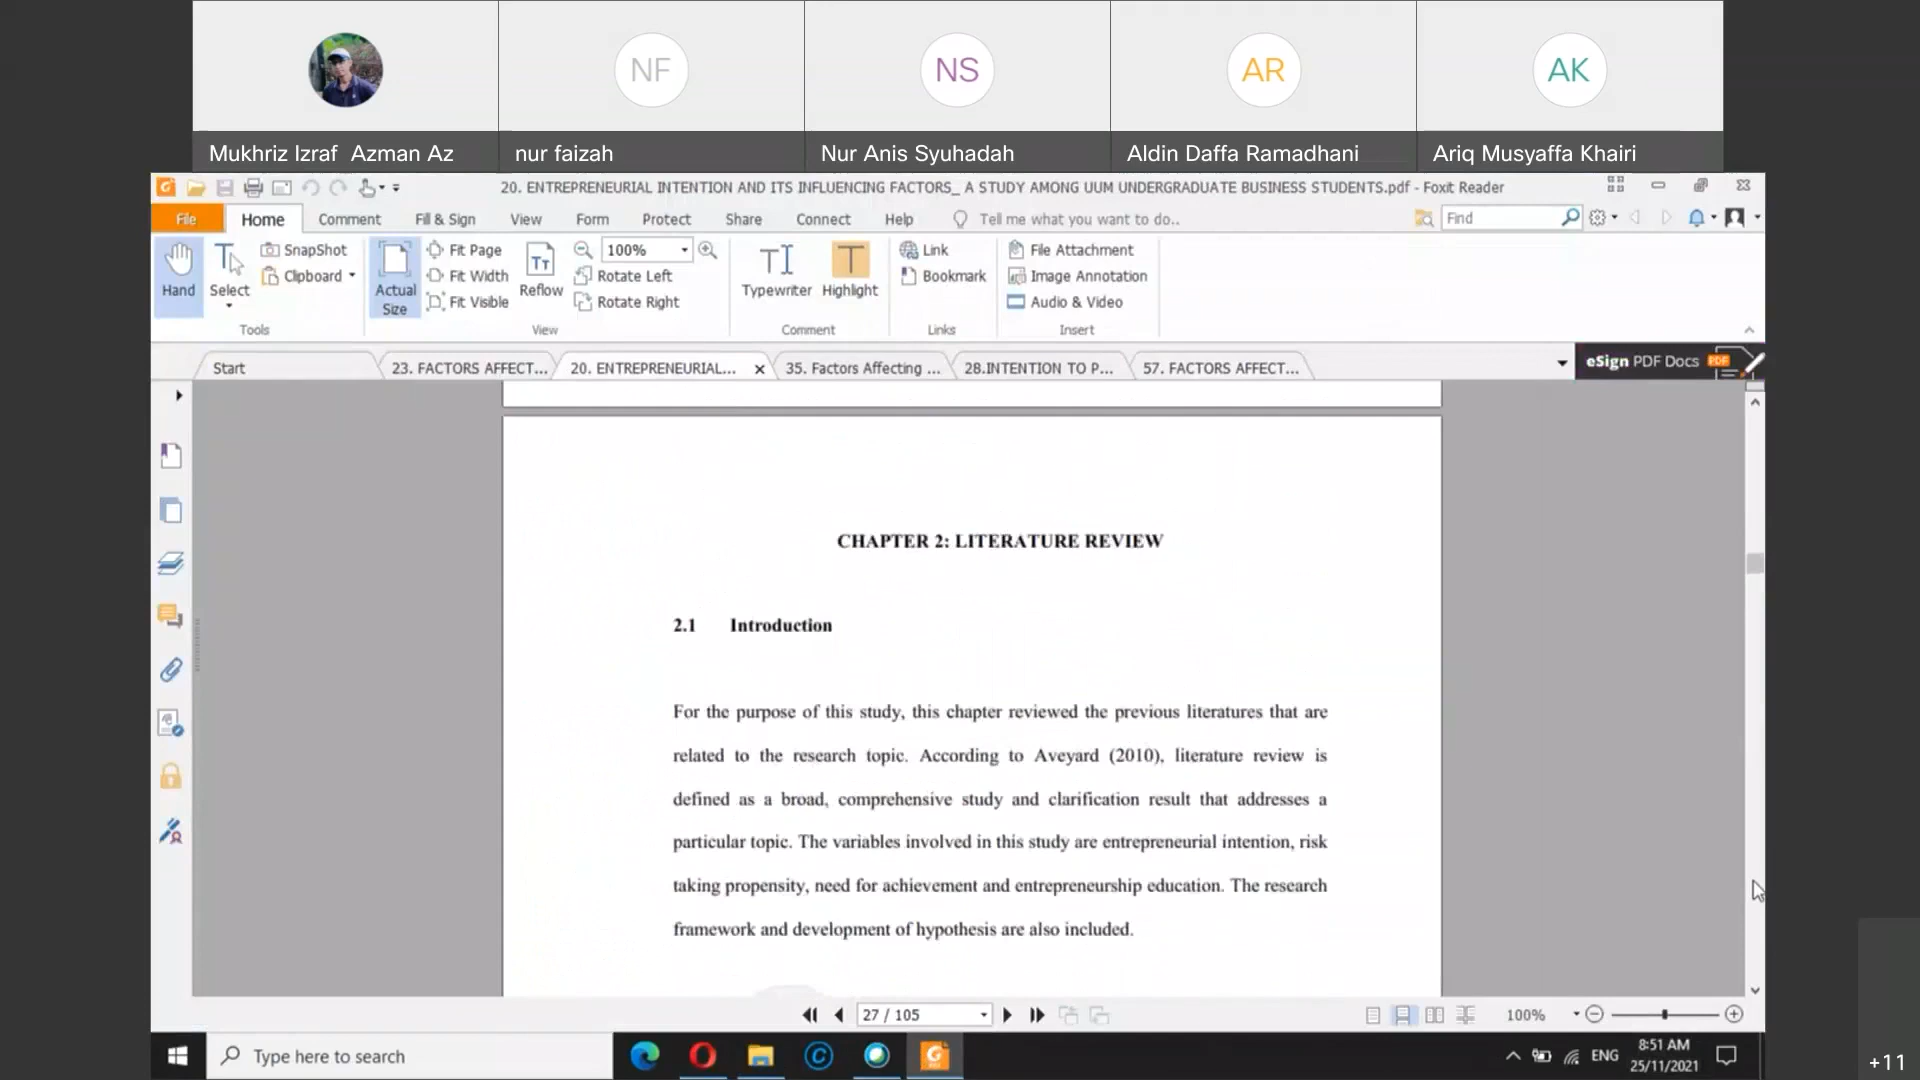 NF
NS
AR
AK
Mukhriz Izraf Azman Az
nur faizah
Nur Anis Syuhadah
Aldin Daffa Ramadhani
Ariq Musyaffa Khairi
20. ENTREPRENEURIAL INTENTION AND ITS INFLUENCING FACTORS_ A STUDY AMONG UUM UNDERGRADUATE BUSINESS STUDENTS.pdf - Foxit Reader
File Home Comment Fill & Sign View Form Protect Share Connect Help Tell me what you want to do.. Find
Hand
Select
SnapShot
Clipboard
Tools
Actual Size
Fit Page
Fit Width
Fit Visible
Reflow
100%
Rotate Left
Rotate Right
View
Typewriter
Highlight
Comment
Link
Bookmark
Links
File Attachment
Image Annotation
Audio & Video
Insert
Start
23. FACTORS AFFECT...
20. ENTREPRENEURIAL...
35. Factors Affecting ...
28.INTENTION TO P...
57. FACTORS AFFECT...
eSign PDF Docs PDF
CHAPTER 2: LITERATURE REVIEW
2.1 Introduction
For the purpose of this study, this chapter reviewed the previous literatures that are
related to the research topic. According to Aveyard (2010), literature review is
defined as a broad, comprehensive study and clarification result that addresses a
particular topic. The variables involved in this study are entrepreneurial intention, risk
taking propensity, need for achievement and entrepreneurship education. The research
framework and development of hypothesis are also included.
27 / 105
100%
Type here to search
ENG
8:51 AM
25/11/2021
+11